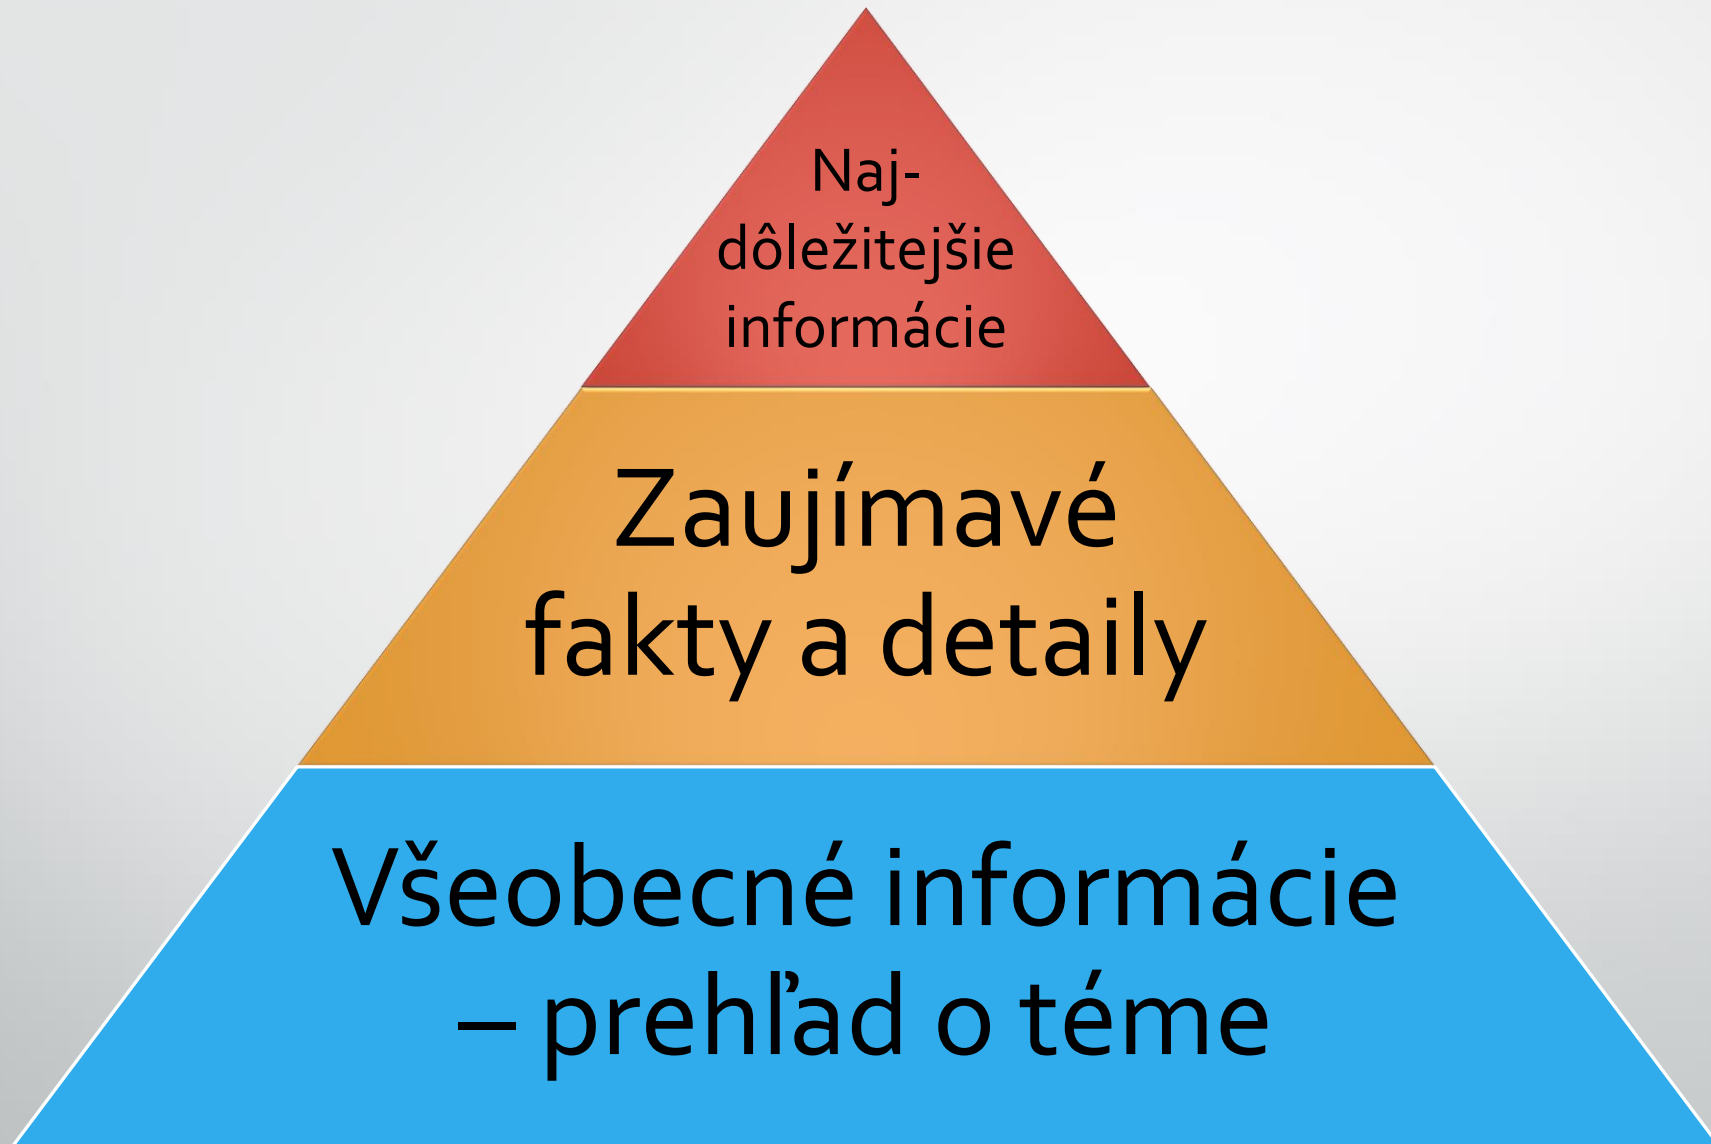 Naj-
dôležitejšie
informácie
Zaujímavé
fakty a detaily
Všeobecné informácie
– prehľad o téme